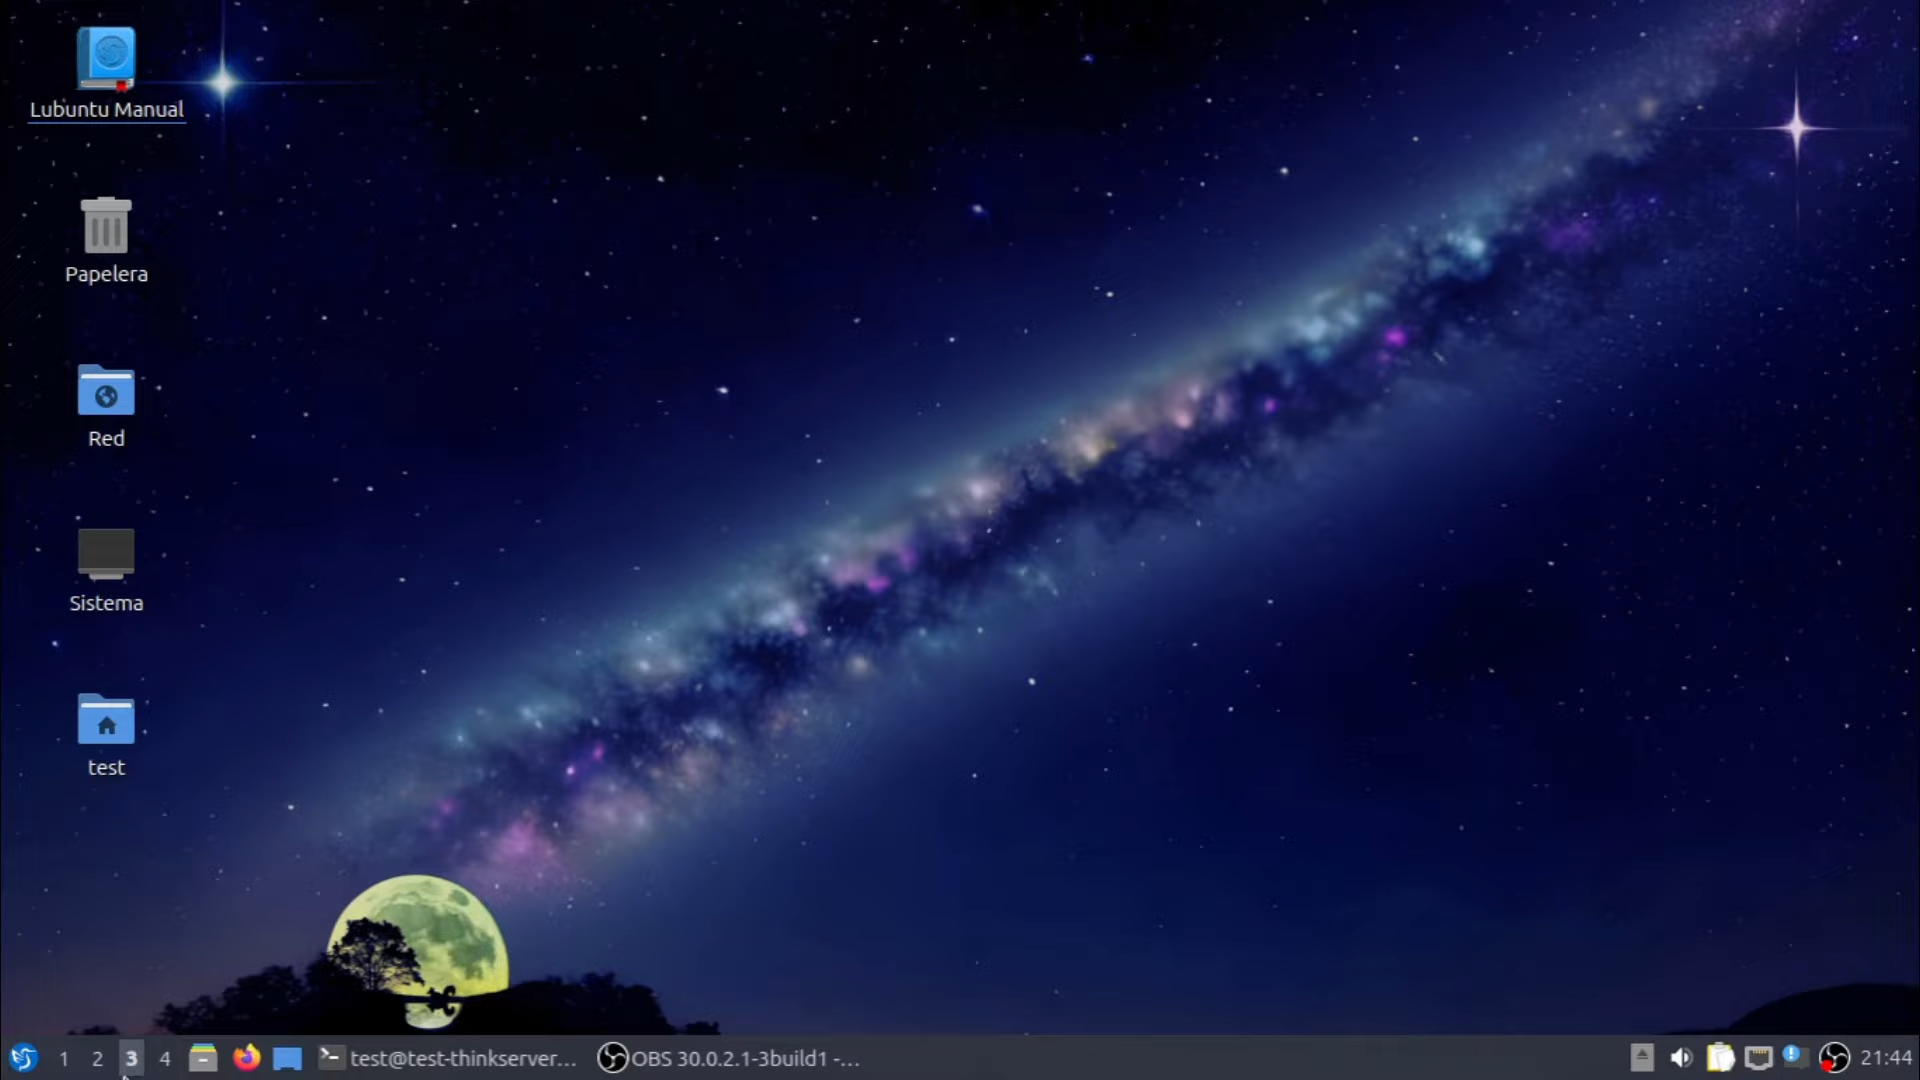 Lubuntu Manual
Papelera
Red
Sistema
test
1 2 3 4 test@test-thinkserver... OBS 30.0.2.1-3build1 -... 21:44